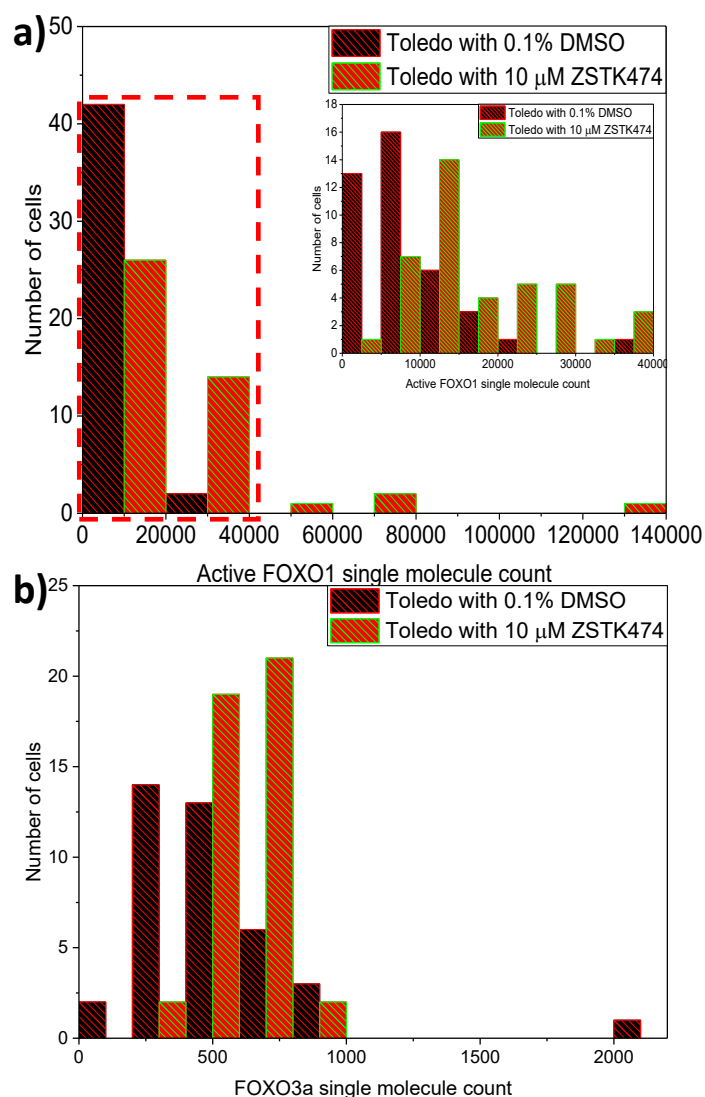 a)
Toledo with 0.1% DMSO
Toledo with 10 μM ZSTK474
Number of cells
50
40
30
20
10
0
0 20000 40000 60000 80000 100000 120000 140000
Active FOXO1 single molecule count
Toledo with 0.1% DMSO
Toledo with 10 μM ZSTK474
Number of cells
18
16
14
12
10
8
6
4
2
0
0 10000 20000 30000 40000
Active FOXO1 single molecule count
b)
Toledo with 0.1% DMSO
Toledo with 10 μM ZSTK474
Number of cells
25
20
15
10
5
0
0 500 1000 1500 2000
FOXO3a single molecule count